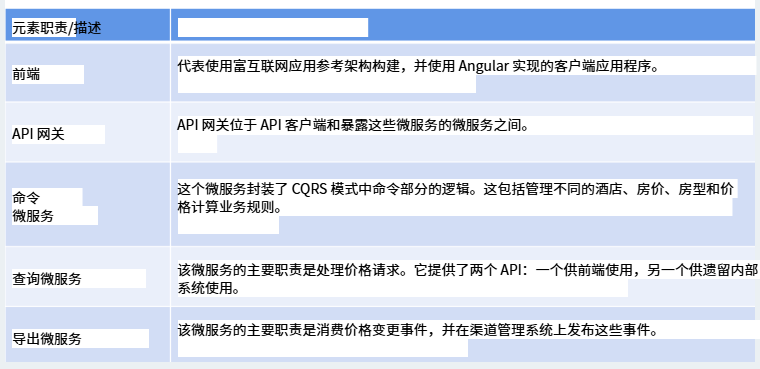 元素职责/描述
前端
代表使用富互联网应用参考架构构建，并使用 Angular 实现的客户端应用程序。
API 网关
API 网关位于 API 客户端和暴露这些微服务的微服务之间。
命令
微服务
这个微服务封装了 CQRS 模式中命令部分的逻辑。这包括管理不同的酒店、房价、房型和价
格计算业务规则。
查询微服务
该微服务的主要职责是处理价格请求。它提供了两个 API：一个供前端使用，另一个供遗留内部
系统使用。
导出微服务
该微服务的主要职责是消费价格变更事件，并在渠道管理系统上发布这些事件。